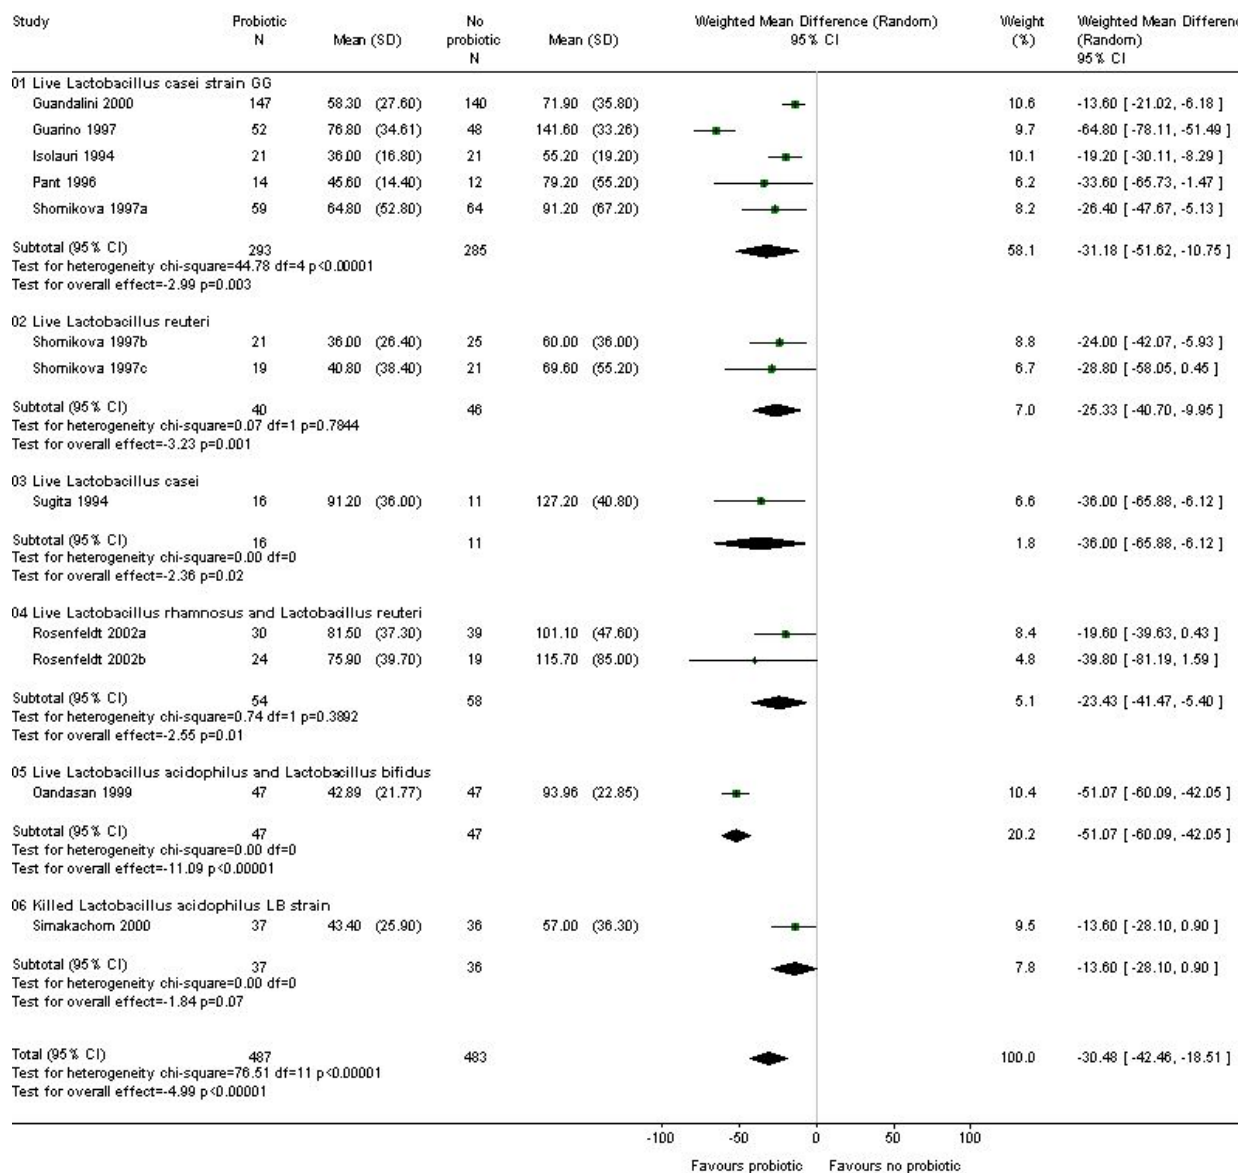 Study Probiotic No Weighted Mean Difference (Random) Weight Weighted Mean Differenc
N Mean (SD) probiotic Mean (SD) 95% CI (%) (Random)
N 95% CI
01 Live Lactobacillus casei strain GG
Guandalini 2000 147 58.30 (27.60) 140 71.90 (35.80) 10.6 -13.60 [ -21.02, -6.18 ]
Guarino 1997 52 76.80 (34.61) 48 141.60 (33.26) 9.7 -64.80 [ -78.11, -51.49 ]
Isolauri 1994 21 36.00 (16.80) 21 55.20 (19.20) 10.1 -19.20 [ -30.11, -8.29 ]
Pant 1996 14 45.60 (14.40) 12 79.20 (55.20) 6.2 -33.60 [ -65.73, -1.47 ]
Shornikova 1997a 59 64.80 (52.80) 64 91.20 (67.20) 8.2 -26.40 [ -47.67, -5.13 ]
Subtotal (95% CI) 293 285 58.1 -31.18 [ -51.62, -10.75 ]
Test for heterogeneity chi-square=44.78 df=4 p<0.00001
Test for overall effect=-2.99 p=0.003
02 Live Lactobacillus reuteri
Shornikova 1997b 21 36.00 (26.40) 25 60.00 (36.00) 8.8 -24.00 [ -42.07, -5.93 ]
Shornikova 1997c 19 40.80 (38.40) 21 69.60 (55.20) 6.7 -28.80 [ -58.05, 0.45 ]
Subtotal (95% CI) 40 46 7.0 -25.33 [ -40.70, -9.95 ]
Test for heterogeneity chi-square=0.07 df=1 p=0.7844
Test for overall effect=-3.23 p=0.001
03 Live Lactobacillus casei
Sugita 1994 16 91.20 (36.00) 11 127.20 (40.80) 6.6 -36.00 [ -65.88, -6.12 ]
Subtotal (95% CI) 16 11 1.8 -36.00 [ -65.88, -6.12 ]
Test for heterogeneity chi-square=0.00 df=0
Test for overall effect=-2.36 p=0.02
04 Live Lactobacillus rhamnosus and Lactobacillus reuteri
Rosenfeldt 2002a 30 81.50 (37.30) 39 101.10 (47.60) 8.4 -19.60 [ -39.63, 0.43 ]
Rosenfeldt 2002b 24 75.90 (39.70) 19 115.70 (85.00) 4.8 -39.80 [ -81.19, 1.59 ]
Subtotal (95% CI) 54 58 5.1 -23.43 [ -41.47, -5.40 ]
Test for heterogeneity chi-square=0.74 df=1 p=0.3892
Test for overall effect=-2.55 p=0.01
05 Live Lactobacillus acidophilus and Lactobacillus bifidus
Oandasan 1999 47 42.89 (21.77) 47 93.96 (22.85) 10.4 -51.07 [ -60.09, -42.05 ]
Subtotal (95% CI) 47 47 20.2 -51.07 [ -60.09, -42.05 ]
Test for heterogeneity chi-square=0.00 df=0
Test for overall effect=-11.09 p<0.00001
06 Killed Lactobacillus acidophilus LB strain
Simakachorn 2000 37 43.40 (25.90) 36 57.00 (36.30) 9.5 -13.60 [ -28.10, 0.90 ]
Subtotal (95% CI) 37 36 7.8 -13.60 [ -28.10, 0.90 ]
Test for heterogeneity chi-square=0.00 df=0
Test for overall effect=-1.84 p=0.07
Total (95% CI) 487 483 100.0 -30.48 [ -42.46, -18.51 ]
Test for heterogeneity chi-square=76.51 df=11 p<0.00001
Test for overall effect=-4.99 p<0.00001
-100 -50 0 50 100
Favours probiotic Favours no probiotic